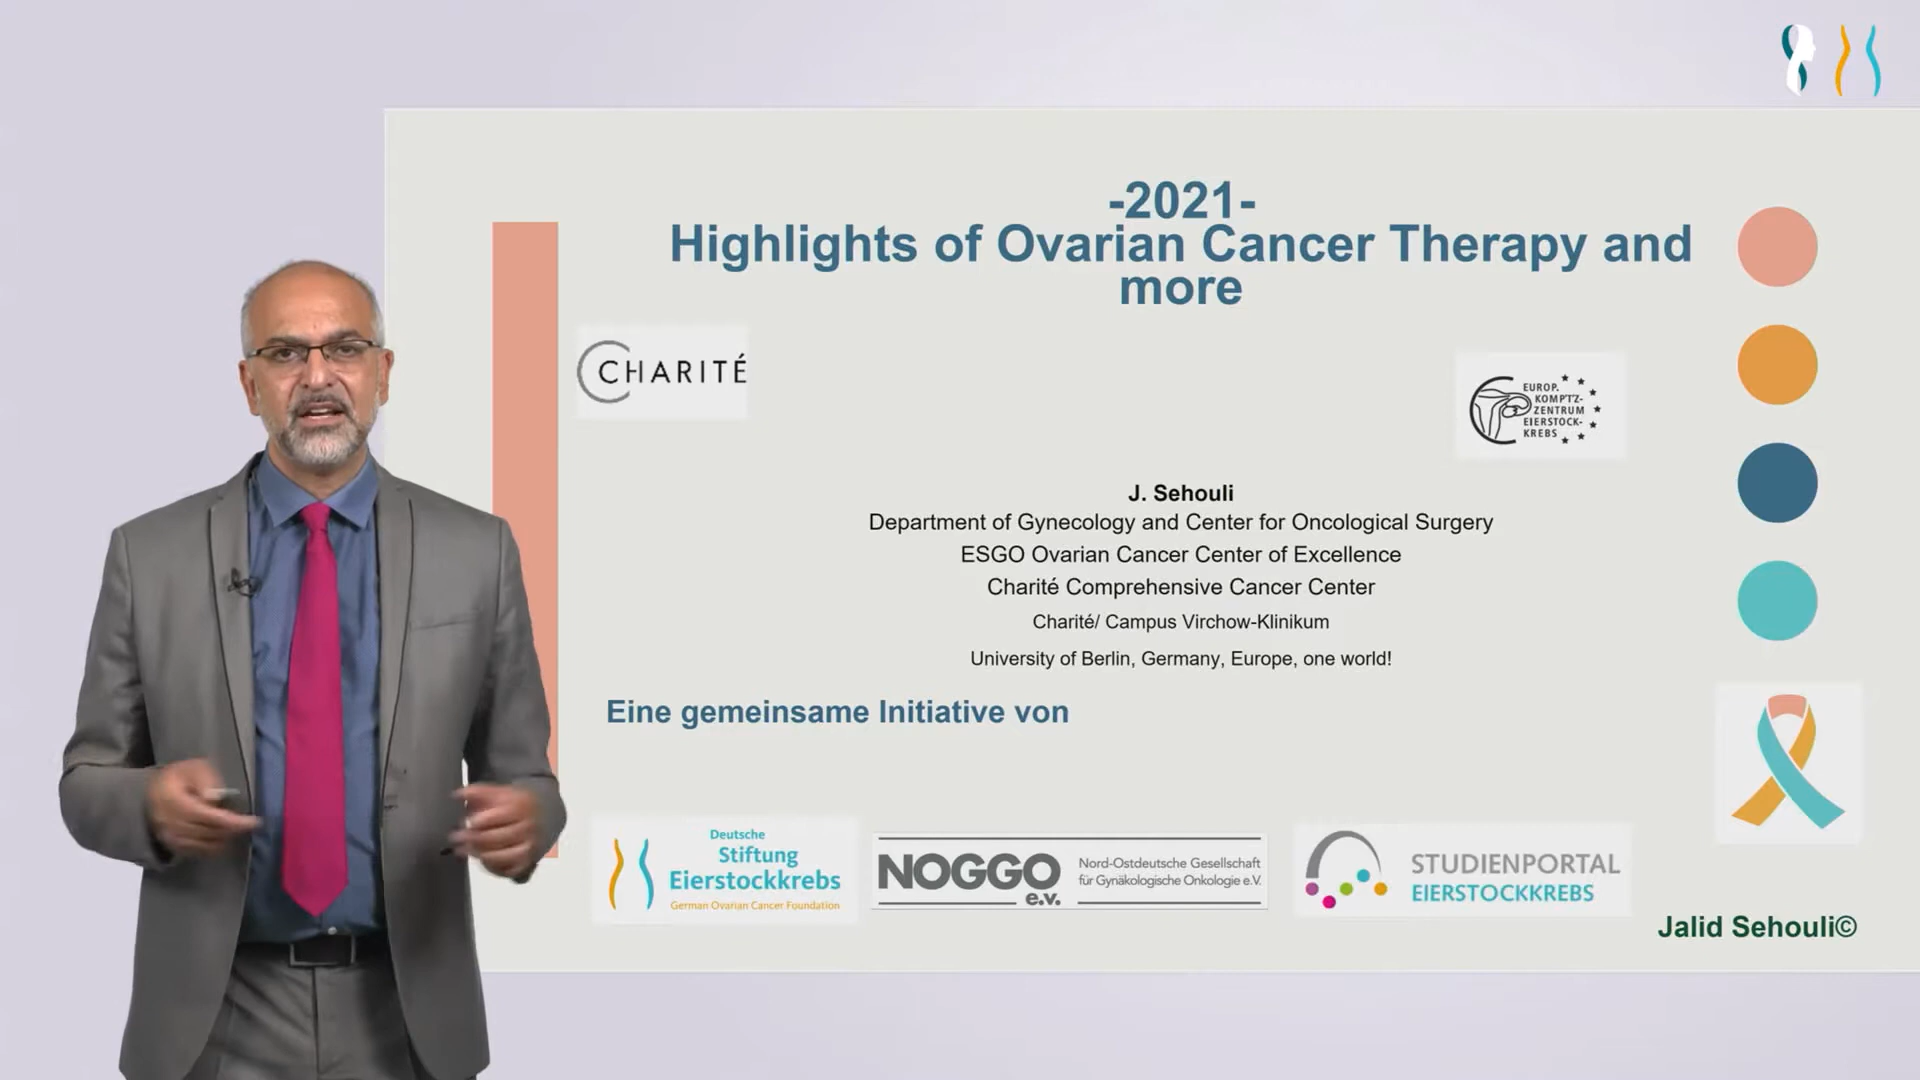 -2021-
Highlights of Ovarian Cancer Therapy and
more
CHARITÉ
EUROP.
KOMPTZ-
ZENTRUM
EIERSTOCK-
KREBS
J. Sehouli
Department of Gynecology and Center for Oncological Surgery
ESGO Ovarian Cancer Center of Excellence
Charité Comprehensive Cancer Center
Charité/ Campus Virchow-Klinikum
University of Berlin, Germany, Europe, one world!
Eine gemeinsame Initiative von
Deutsche
Stiftung
Eierstockkrebs
German Ovarian Cancer Foundation
NOGGO
e.v.
Nord-Ostdeutsche Gesellschaft
für Gynäkologische Onkologie e.V.
STUDIENPORTAL
EIERSTOCKKREBS
Jalid Sehouli©